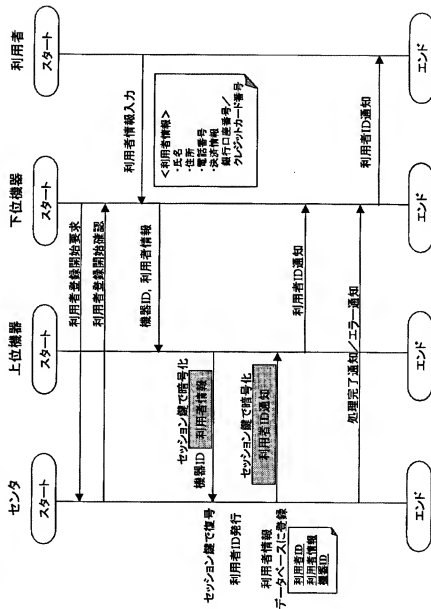 利用者
スタート
下位機器
スタート
上位機器
スタート
センタ
スタート
利用者登録開始要求
利用者登録開始確認
利用者情報入力
<利用者情報>
・氏名
・住所
・電話番号
・決済情報
銀行口座番号/
クレジットカード番号
機器ID, 利用者情報
セッション鍵で暗号化
機器ID
利用者情報
セッション鍵で復号
利用者ID発行
利用者情報
データベースに登録
利用者ID
利用者情報
機器ID
セッション鍵で暗号化
利用者ID通知
利用者ID通知
利用者ID通知
処理完了通知/エラー通知
エンド
エンド
エンド
エンド